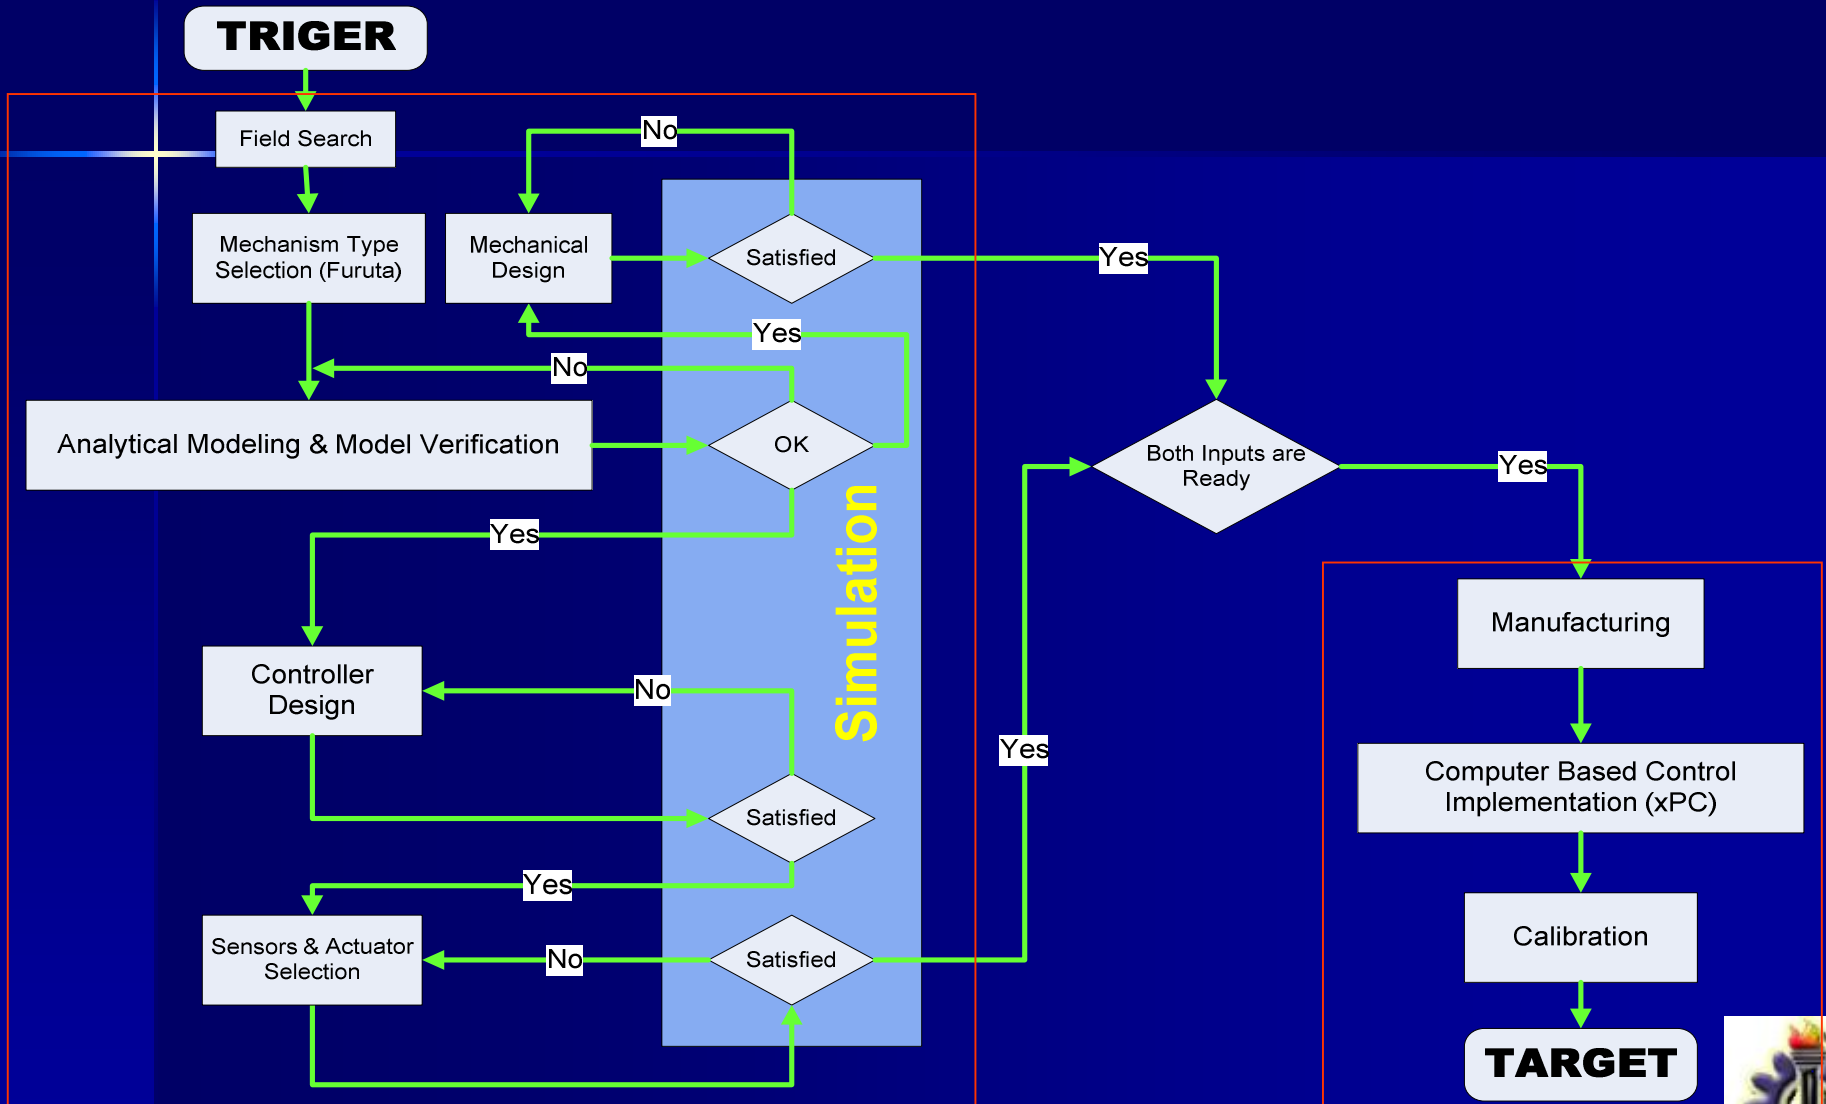 TRIGER
Field Search
No
Mechanism Type
Selection (Furuta)
Mechanical
Design
Satisfied
Yes
Yes
No
Analytical Modeling & Model Verification
OK
Both Inputs are
Ready
Yes
Yes
Simulation
Manufacturing
Controller
Design
No
Yes
Computer Based Control
Implementation (xPC)
Satisfied
Yes
Sensors & Actuator
Selection
No
Satisfied
Calibration
TARGET